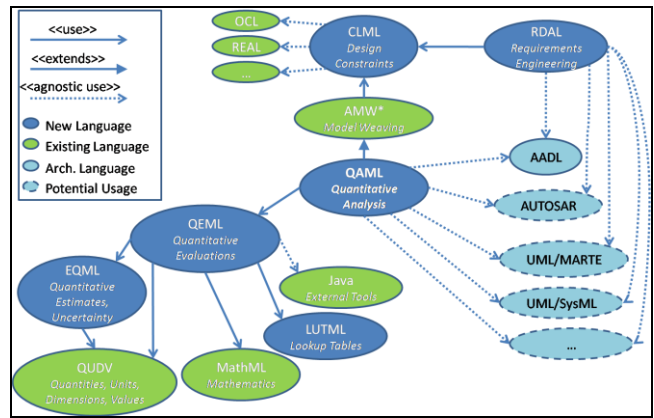 <<use>>
<<extends>>
<<agnostic use>>
New Language
Existing Language
Arch. Language
Potential Usage
OCL
REAL
...
CLML
Design
Constraints
RDAL
Requirements
Engineering
AMW*
Model Weaving
QAML
Quantitative
Analysis
AADL
AUTOSAR
UML/MARTE
UML/SysML
...
QEML
Quantitative
Evaluations
EQML
Quantitative
Estimates,
Uncertainty
Java
External Tools
LUTML
Lookup Tables
QUDV
Quantities, Units,
Dimensions, Values
MathML
Mathematics